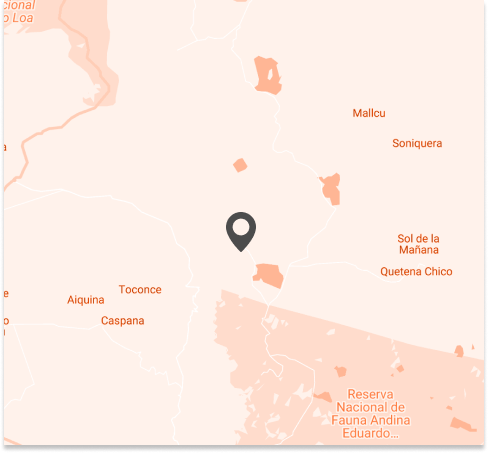 cional
o Loa
Mallcu
Soniquera
a
Sol de la
Mañana
Quetena Chico
Toconce
Aiquina
e
Caspana
o
Reserva
Nacional de
Fauna Andina
Eduardo...